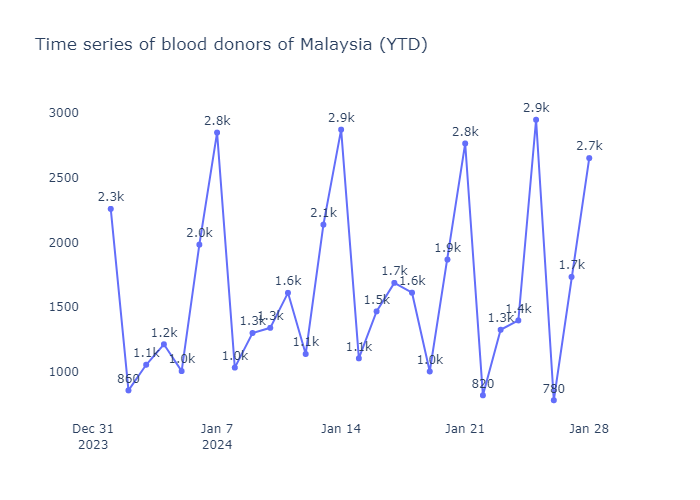 Time series of blood donors of Malaysia (YTD)
3000
2500
2000
1500
1000
2.3k
860
1.1k
1.2k
1.0k
2.0k
2.8k
1.0k
1.3k
1.3k
1.6k
1.1k
2.1k
2.9k
1.1k
1.5k
1.7k
1.6k
1.0k
1.9k
2.8k
820
1.3k
1.4k
2.9k
780
1.7k
2.7k
Dec 31
2023
Jan 7
2024
Jan 14
Jan 21
Jan 28